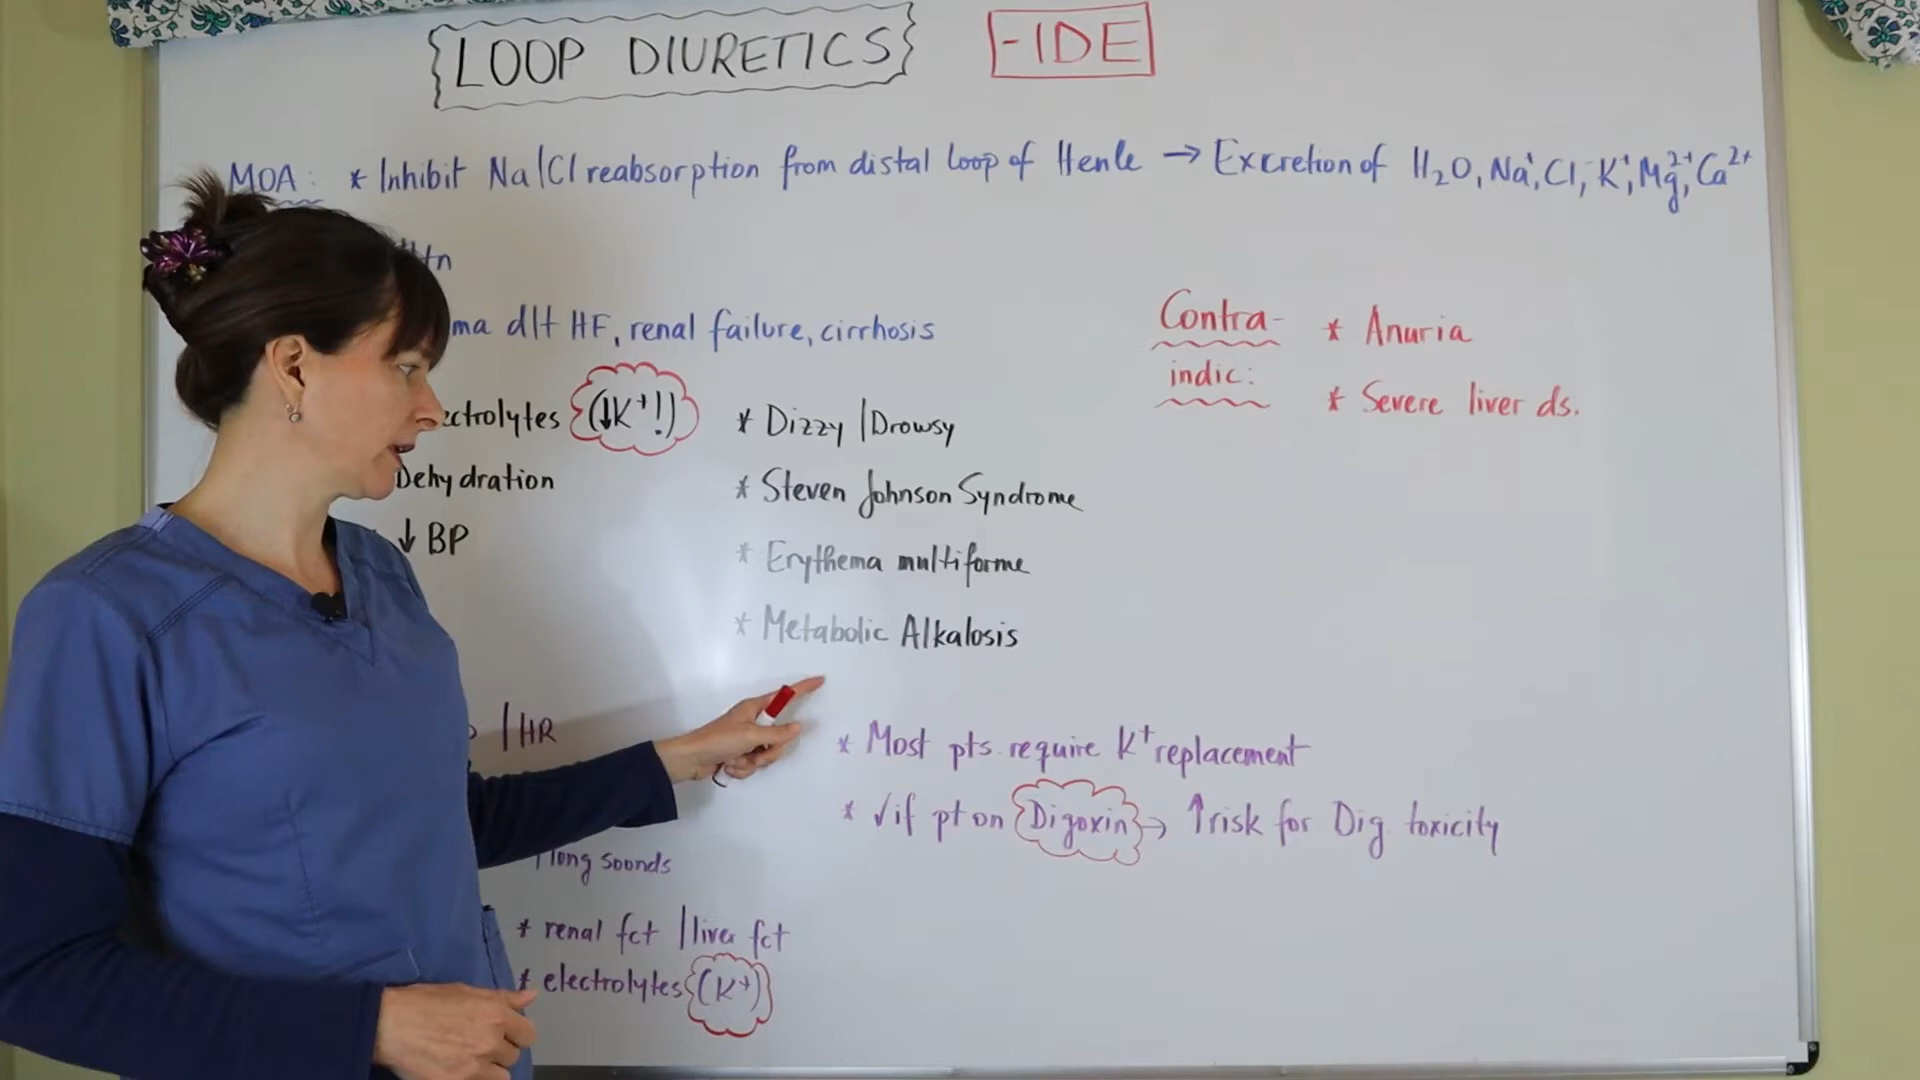 LOOP DIURETICS -IDE
MOA: * Inhibit Na/Cl reabsorption from distal loop of Henle → Excretion of H₂O, Na⁺, Cl⁻, K⁺, Mg²⁺, Ca²⁺
Htn
ma d/t HF, renal failure, cirrhosis
ctrolytes (↓K⁺!)
Dehydration
↓ BP
* Dizzy / Drowsy
* Steven Johnson Syndrome
* Erythema multiforme
* Metabolic Alkalosis
Contra-
indic:
* Anuria
* Severe liver ds.
/HR
lung sounds
* renal fct / liver fct
* electrolytes (K⁺)
* Most pts require K⁺ replacement
* √ if pt on Digoxin → ↑ risk for Dig toxicity